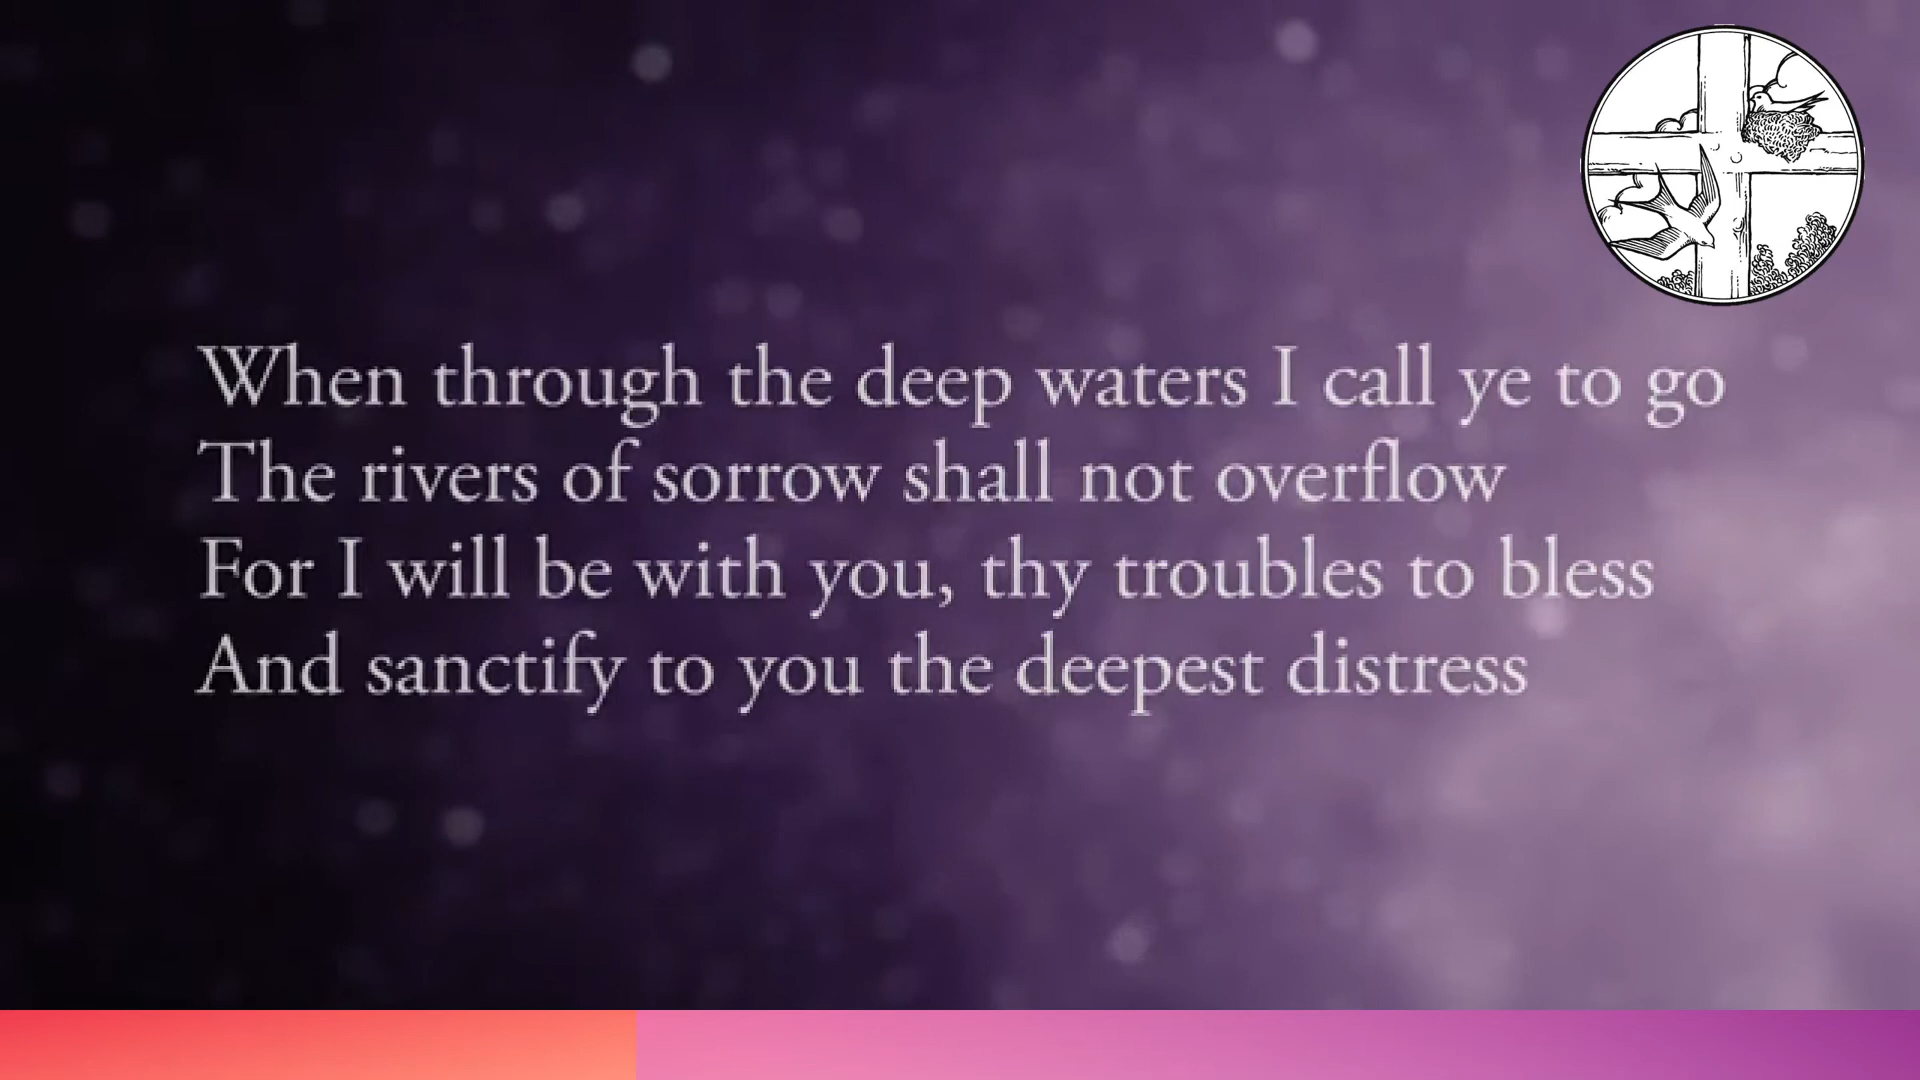 When through the deep waters I call ye to go
The rivers of sorrow shall not overflow
For I will be with you, thy troubles to bless
And sanctify to you the deepest distress